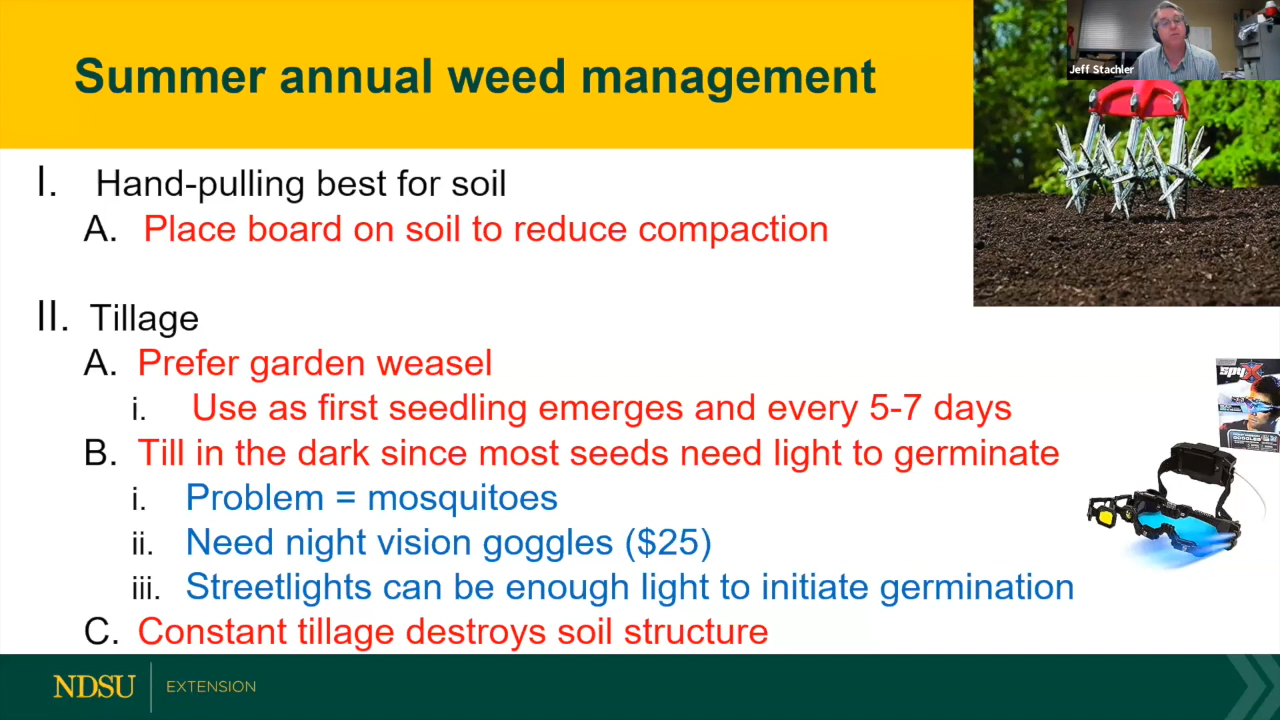 Summer annual weed management
Jeff Stachler
I. Hand-pulling best for soil
A. Place board on soil to reduce compaction
II. Tillage
A. Prefer garden weasel
i. Use as first seedling emerges and every 5-7 days
B. Till in the dark since most seeds need light to germinate
i. Problem = mosquitoes
ii. Need night vision goggles ($25)
iii. Streetlights can be enough light to initiate germination
C. Constant tillage destroys soil structure
SPYX
NDSU EXTENSION